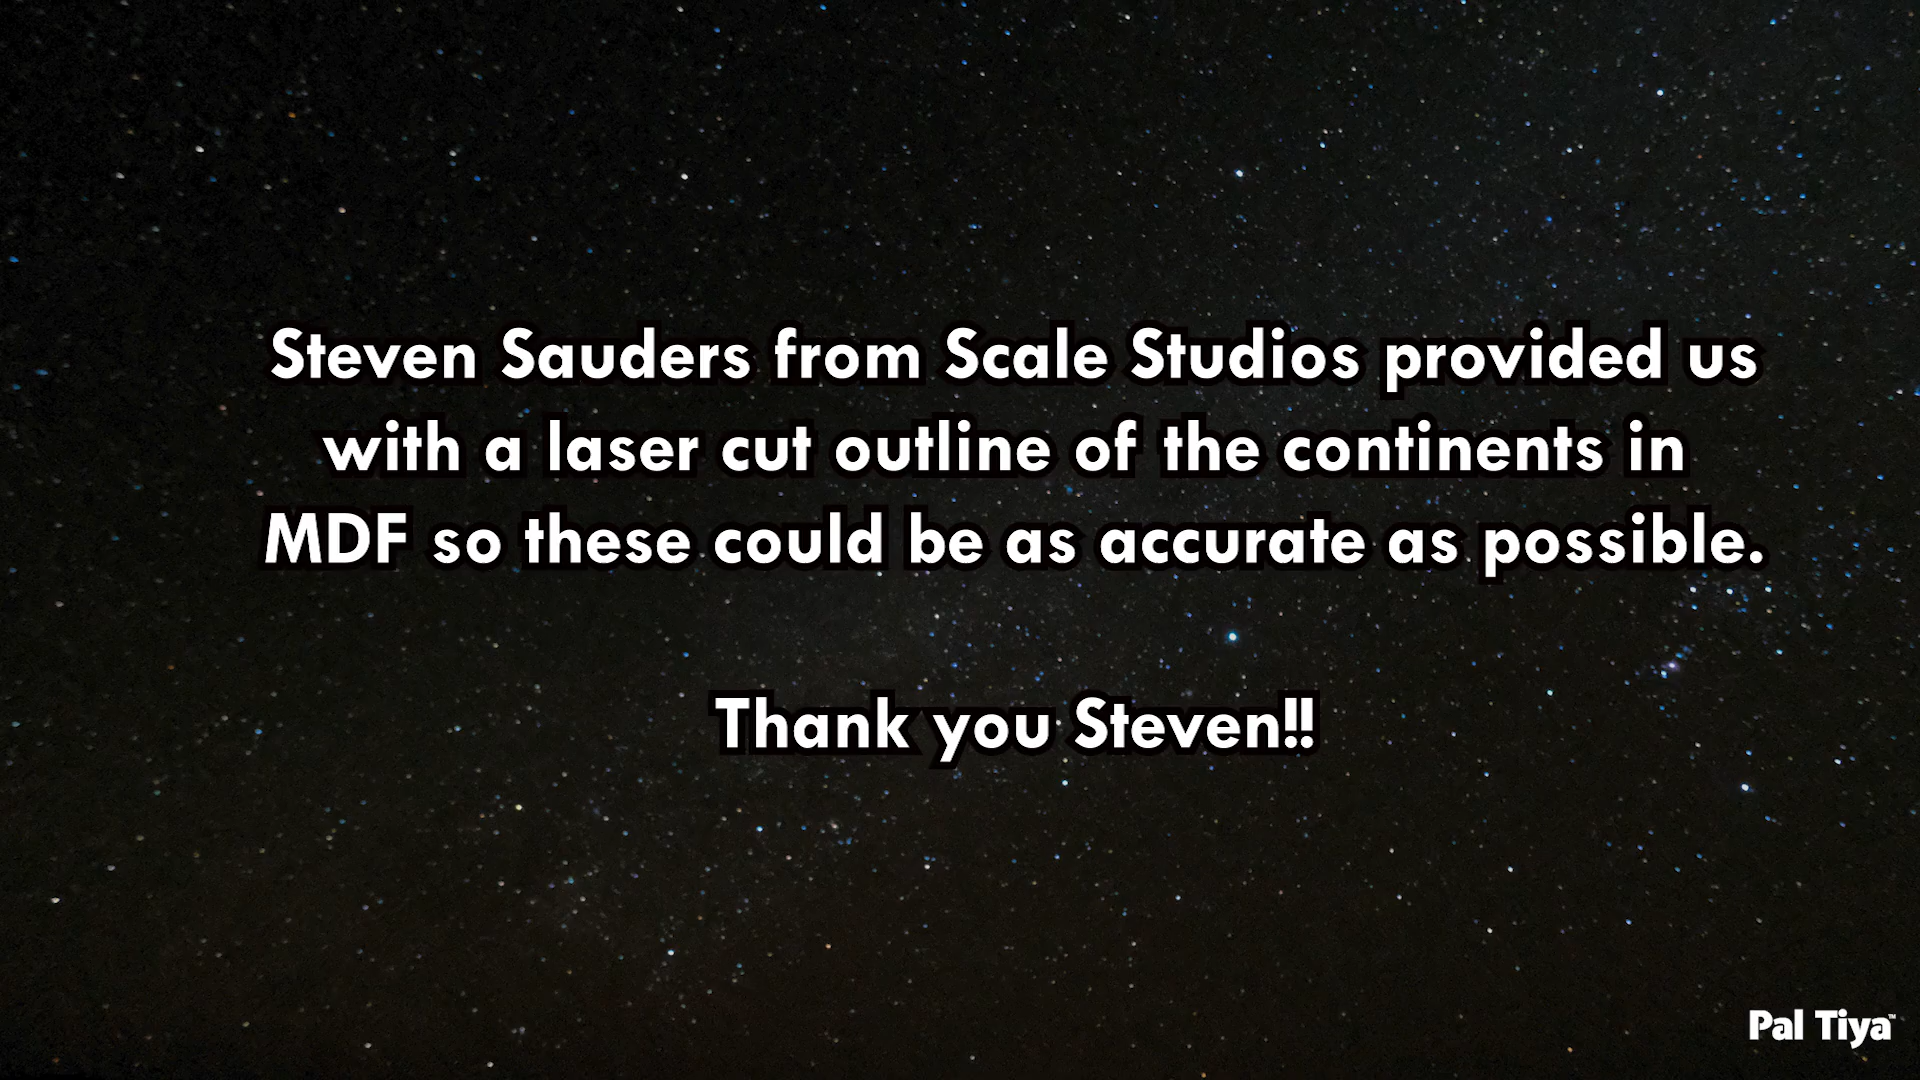 Steven Sauders from Scale Studios provided us
with a laser cut outline of the continents in
MDF so these could be as accurate as possible.
Thank you Steven!!
Pal Tiya™